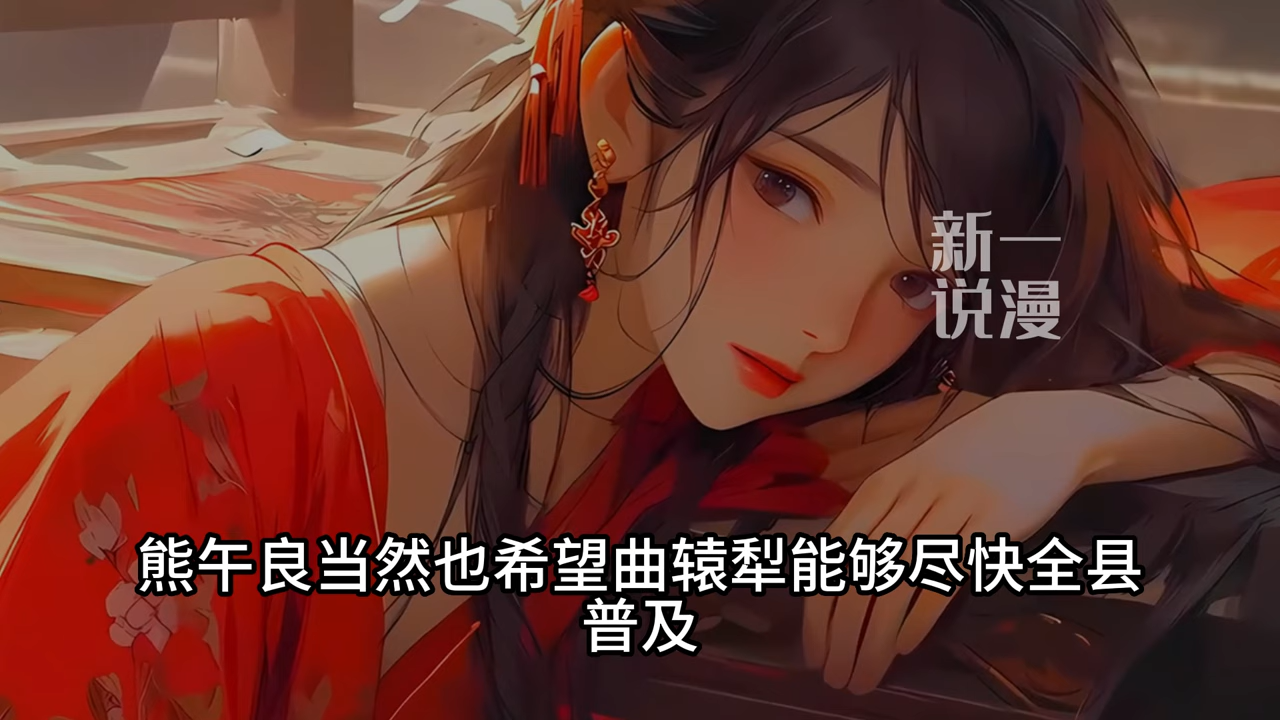 新一
说漫
熊午良当然也希望曲辕犁能够尽快全县
普及